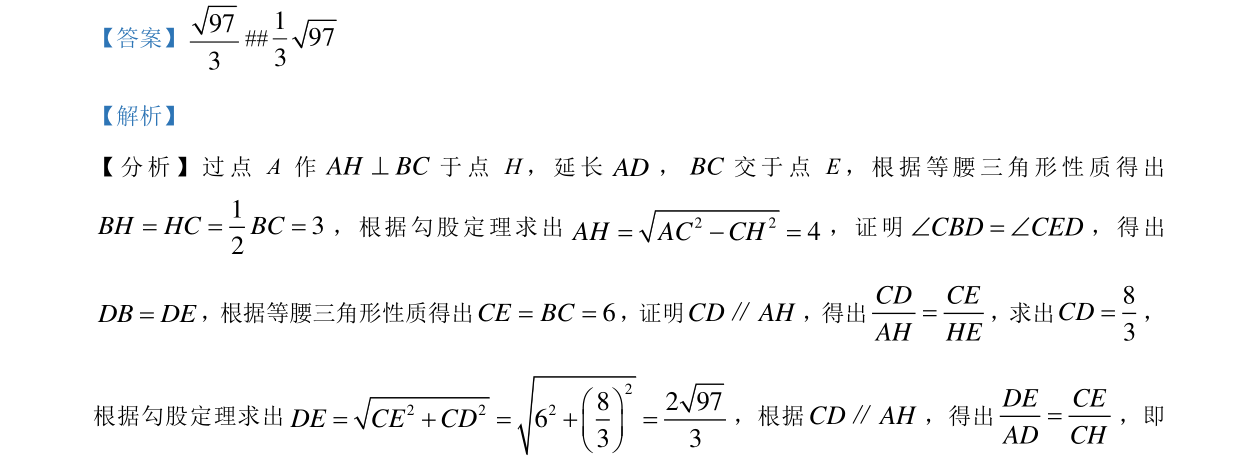 【答案】$\frac{\sqrt{97}}{3}$##$\frac{1}{3}\sqrt{97}$
【解析】
【分析】过点 A 作 $AH \perp BC$ 于点 H，延长 $AD$，$BC$ 交于点 E，根据等腰三角形性质得出
$BH = HC = \frac{1}{2}BC = 3$，根据勾股定理求出 $AH = \sqrt{AC^2 - CH^2} = 4$，证明 $\angle CBD = \angle CED$，得出
$DB = DE$，根据等腰三角形性质得出 $CE = BC = 6$，证明 $CD \parallel AH$，得出 $\frac{CD}{AH} = \frac{CE}{HE}$，求出 $CD = \frac{8}{3}$，
根据勾股定理求出 $DE = \sqrt{CE^2 + CD^2} = \sqrt{6^2 + \left(\frac{8}{3}\right)^2} = \frac{2\sqrt{97}}{3}$，根据 $CD \parallel AH$，得出 $\frac{DE}{AD} = \frac{CE}{CH}$，即